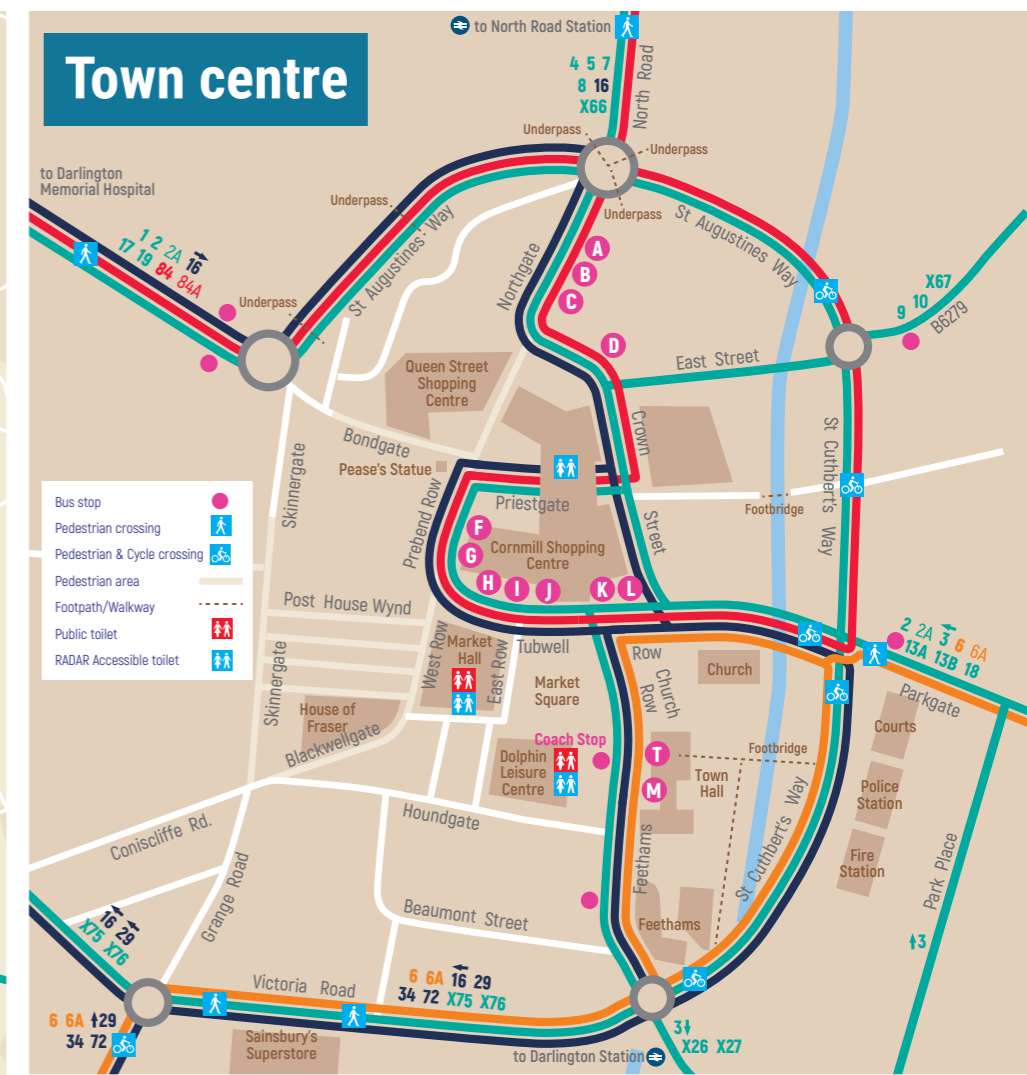 Town centre
to North Road Station
4 5 7
8 16
X66
North Road
Underpass
Underpass
Underpass
to Darlington
Memorial Hospital
1 2 2A 16
17 19 84 84A
Underpass
St Augustines Way
Underpass
St Augustines Way
Northgate
A
B
C
D
X67
9 10
B6279
East Street
Queen Street
Shopping
Centre
Crown
Street
St Cuthbert's Way
Bondgate
Pease's Statue
Skinnergate
Prebend Row
Priestgate
Footbridge
Bus stop
Pedestrian crossing
Pedestrian & Cycle crossing
Pedestrian area
Footpath/Walkway
Public toilet
RADAR Accessible toilet
F
G
H
I
J
K
L
Cornmill Shopping
Centre
Post House Wynd
Skinnergate
West Row
Market
Hall
East Row
Tubwell
Row
Church
Row
Church
Market
Square
2 2A 3 6 6A
13A 13B 18
Parkgate
House of
Fraser
Blackwellgate
Coach Stop
Dolphin
Leisure
Centre
T
M
Town
Hall
Footbridge
Courts
Police
Station
Fire
Station
Coniscliffe Rd.
Houndgate
Feethams
St Cuthbert's Way
Park Place
3
Grange Road
Beaumont Street
Feethams
16 29
X75 X76
Victoria Road
6 6A 16 29
34 72 X75 X76
6 6A 29
34 72
Sainsbury's
Superstore
3
X26 X27
to Darlington Station